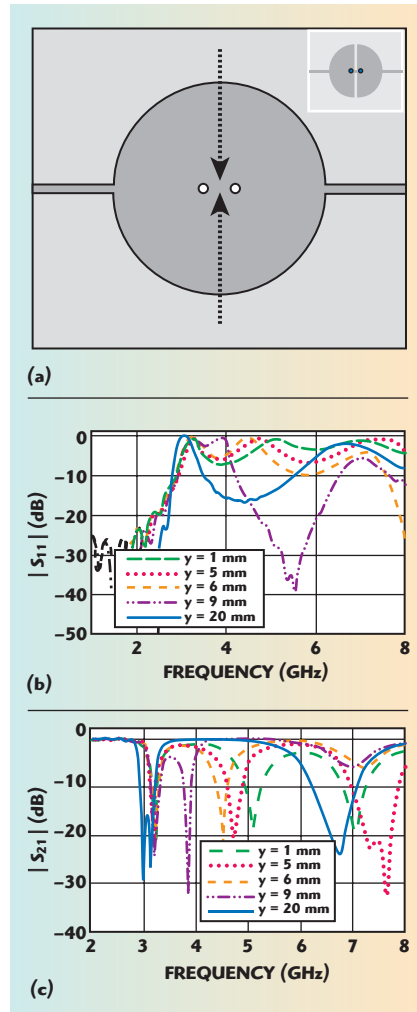 (a)
0
-10
-20
-30
-40
-50
| S11 | (dB)
y = 1 mm
y = 5 mm
y = 6 mm
y = 9 mm
y = 20 mm
2 4 6 8
FREQUENCY (GHz)
(b)
0
-10
-20
-30
-40
| S21 | (dB)
y = 1 mm
y = 5 mm
y = 6 mm
y = 9 mm
y = 20 mm
2 3 4 5 6 7 8
FREQUENCY (GHz)
(c)